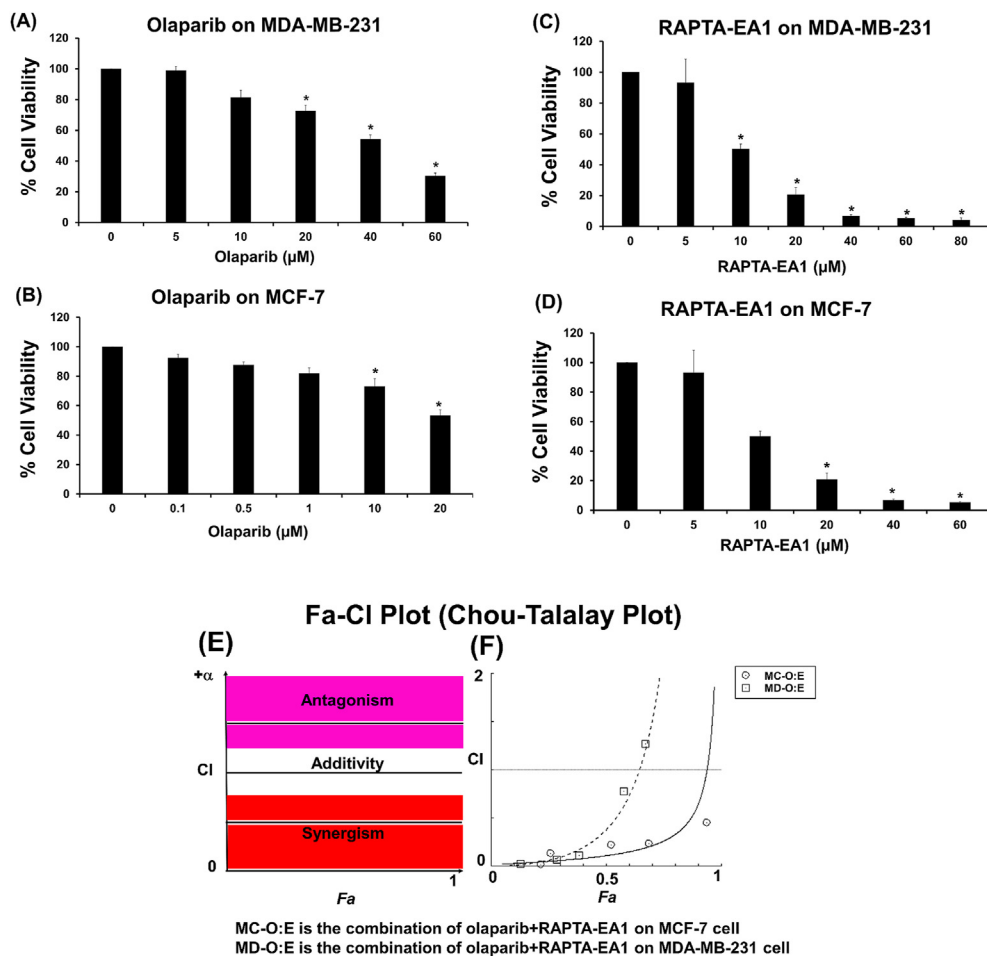 (A)
Olaparib on MDA-MB-231
% Cell Viability
120
100
80
60
40
20
0
* * *
0 5 10 20 40 60
Olaparib (µM)
(B)
Olaparib on MCF-7
% Cell Viability
120
100
80
60
40
20
0
* *
0 0.1 0.5 1 10 20
Olaparib (µM)
(C)
RAPTA-EA1 on MDA-MB-231
% Cell Viability
120
100
80
60
40
20
0
* * * * *
0 5 10 20 40 60 80
RAPTA-EA1 (µM)
(D)
RAPTA-EA1 on MCF-7
% Cell Viability
120
100
80
60
40
20
0
* * *
0 5 10 20 40 60
RAPTA-EA1 (µM)
Fa-CI Plot (Chou-Talalay Plot)
(E)
+α
Antagonism
Additivity
CI
Synergism
0
1
Fa
(F)
2
CI
0
0.5
1
Fa
MC-O:E
MD-O:E
MC-O:E is the combination of olaparib+RAPTA-EA1 on MCF-7 cell
MD-O:E is the combination of olaparib+RAPTA-EA1 on MDA-MB-231 cell